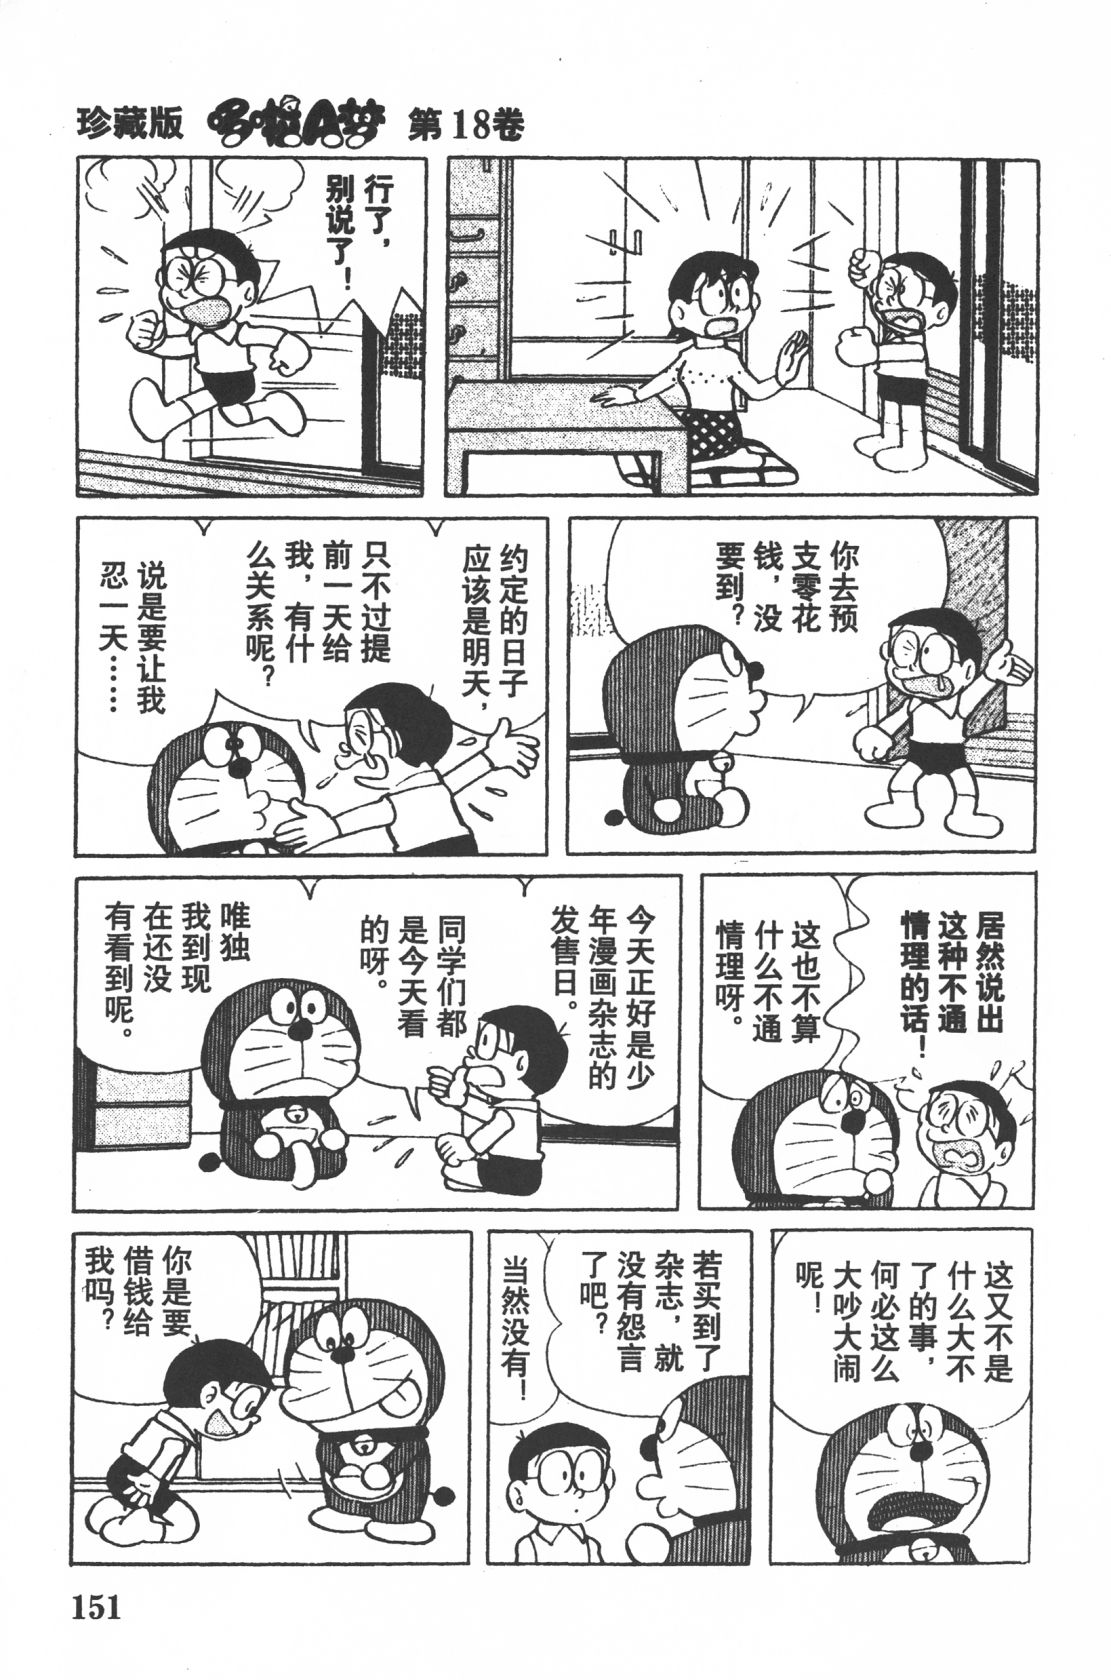 珍藏版 哆啦A梦 第18卷
行了，
别说了！
你去预
支零花
钱，没
要到？
约定的日子
应该是明天，
只不过提
前一天给
我，有什
么关系呢？
说是要让我
忍一天……
居然说出
这种不通
情理的话！
这也不算
什么不通
情理呀。
今天正好是少
年漫画杂志的
发售日。
同学们都
是今天看
的呀。
唯独
我到现
在还没
有看到呢。
这又不是
什么大不
了的事，
何必这么
大吵大闹
呢！
若买到了
杂志，就
没有怨言
了吧？
当然没有！
你是要
借钱给
我吗？
151